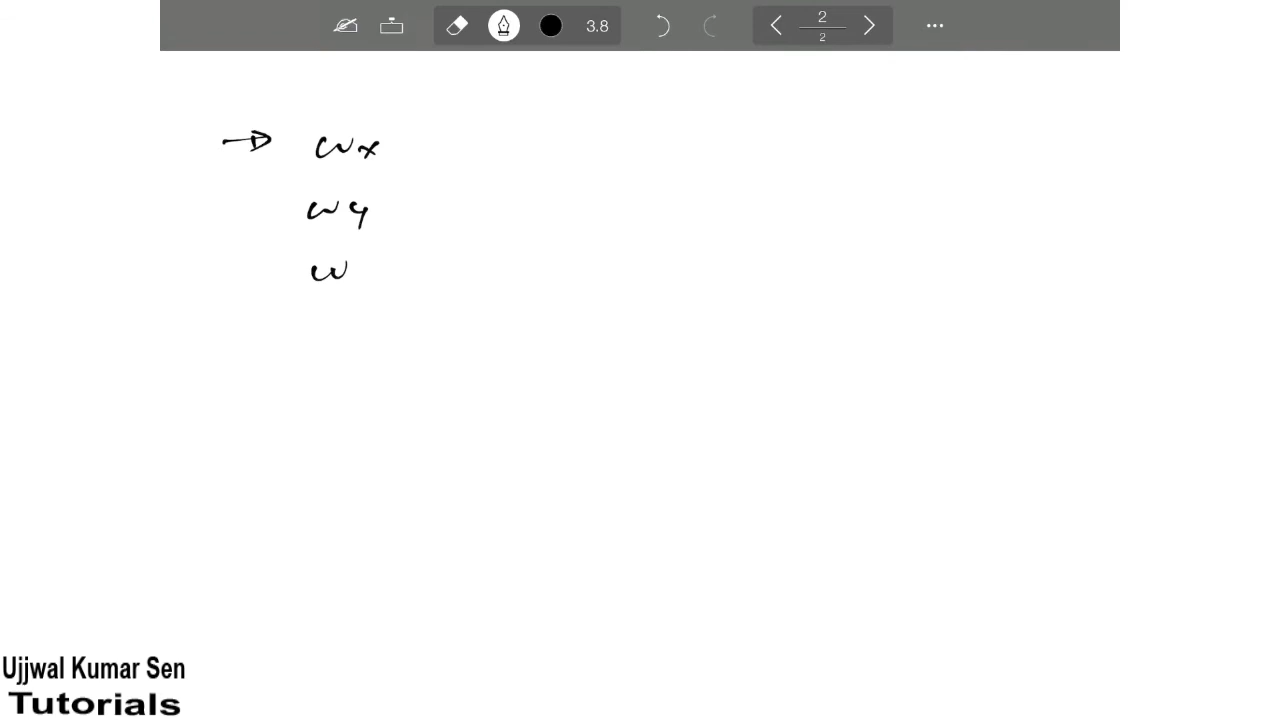 3.8
2
2
→ ωx
ωy
ω
Ujjwal Kumar Sen
Tutorials